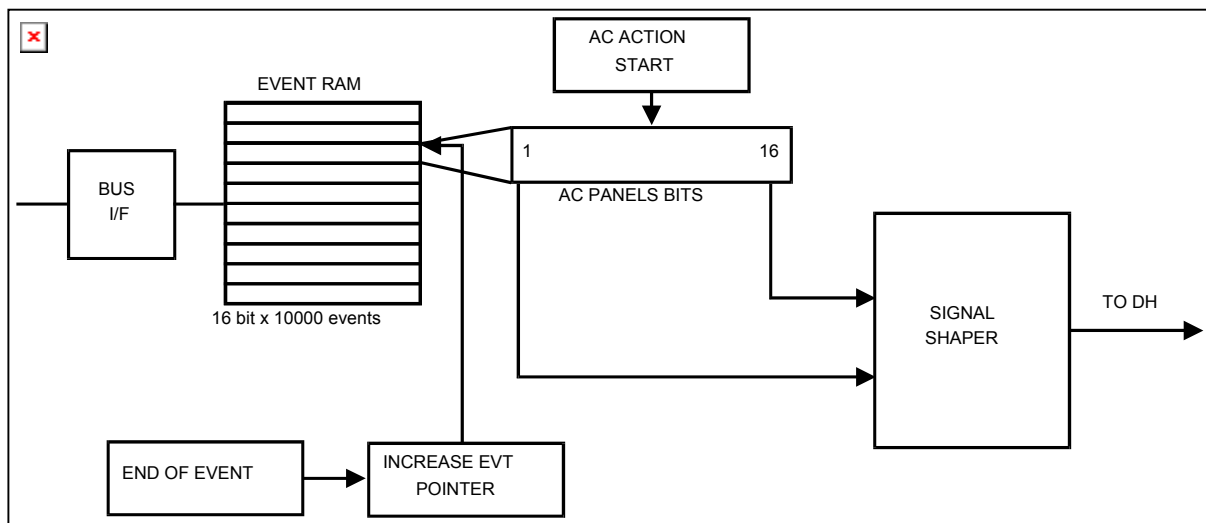 AC ACTION
START
EVENT RAM
1 16
AC PANELS BITS
BUS
I/F
16 bit x 10000 events
SIGNAL
SHAPER
TO DH
END OF EVENT
INCREASE EVT
POINTER